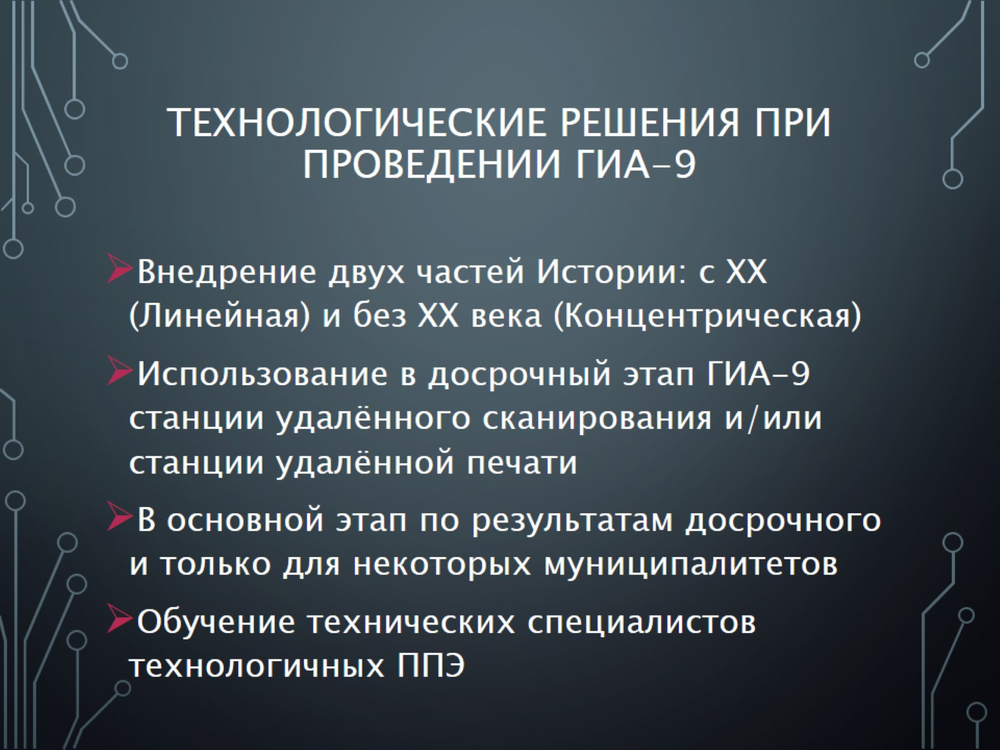 ТЕХНОЛОГИЧЕСКИЕ РЕШЕНИЯ ПРИ
ПРОВЕДЕНИИ ГИА-9
Внедрение двух частей Истории: с ХХ
(Линейная) и без ХХ века (Концентрическая)
Использование в досрочный этап ГИА-9
станции удалённого сканирования и/или
станции удалённой печати
В основной этап по результатам досрочного
и только для некоторых муниципалитетов
Обучение технических специалистов
технологичных ППЭ